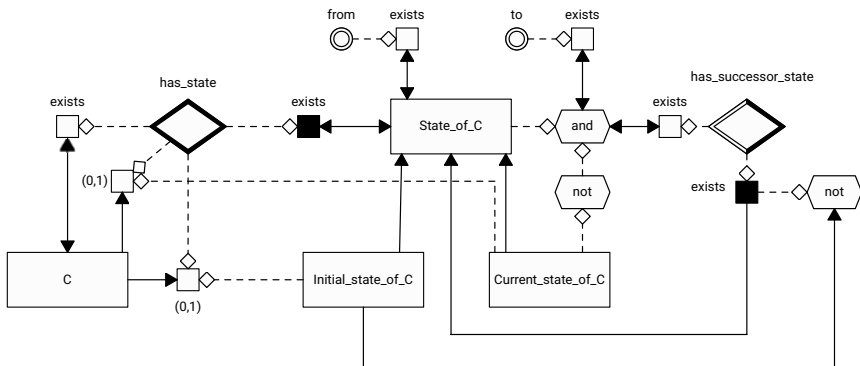 from
exists
to
exists
has_state
has_successor_state
exists
exists
exists
State_of_C
and
(0,1)
exists
not
not
C
Initial_state_of_C
Current_state_of_C
(0,1)